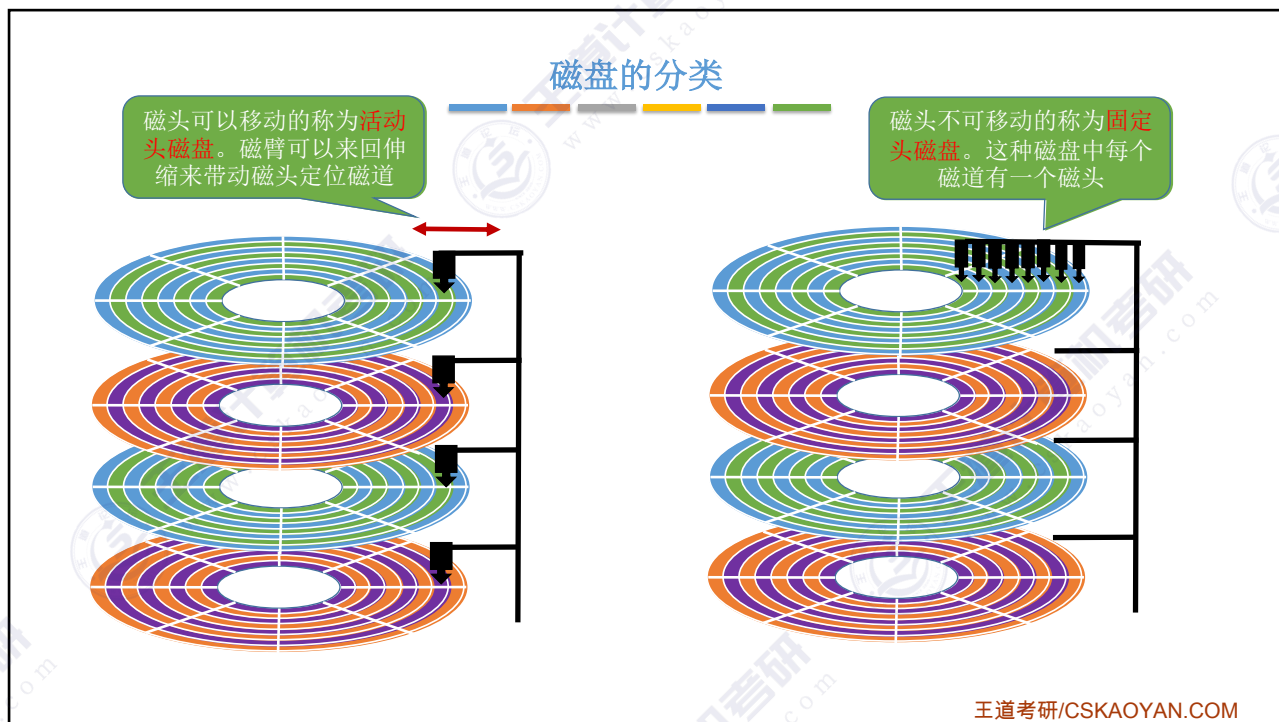 磁盘的分类
磁头可以移动的称为活动
头磁盘。磁臂可以来回伸
缩来带动磁头定位磁道
磁头不可移动的称为固定
头磁盘。这种磁盘中每个
磁道有一个磁头
王道考研/CSKAOYAN.COM